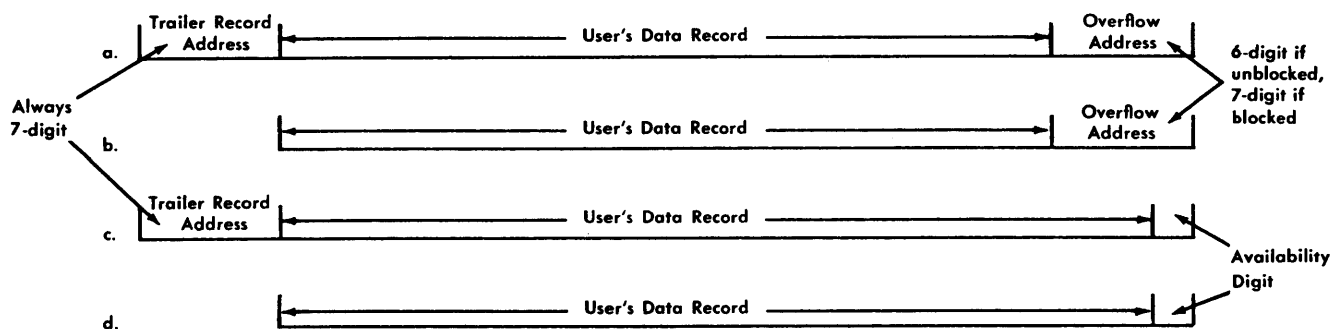 Trailer Record
Address
User's Data Record
Overflow
Address
a.
6-digit if
unblocked,
7-digit if
blocked
Always
7-digit
User's Data Record
Overflow
Address
b.
Trailer Record
Address
User's Data Record
c.
Availability
Digit
User's Data Record
d.